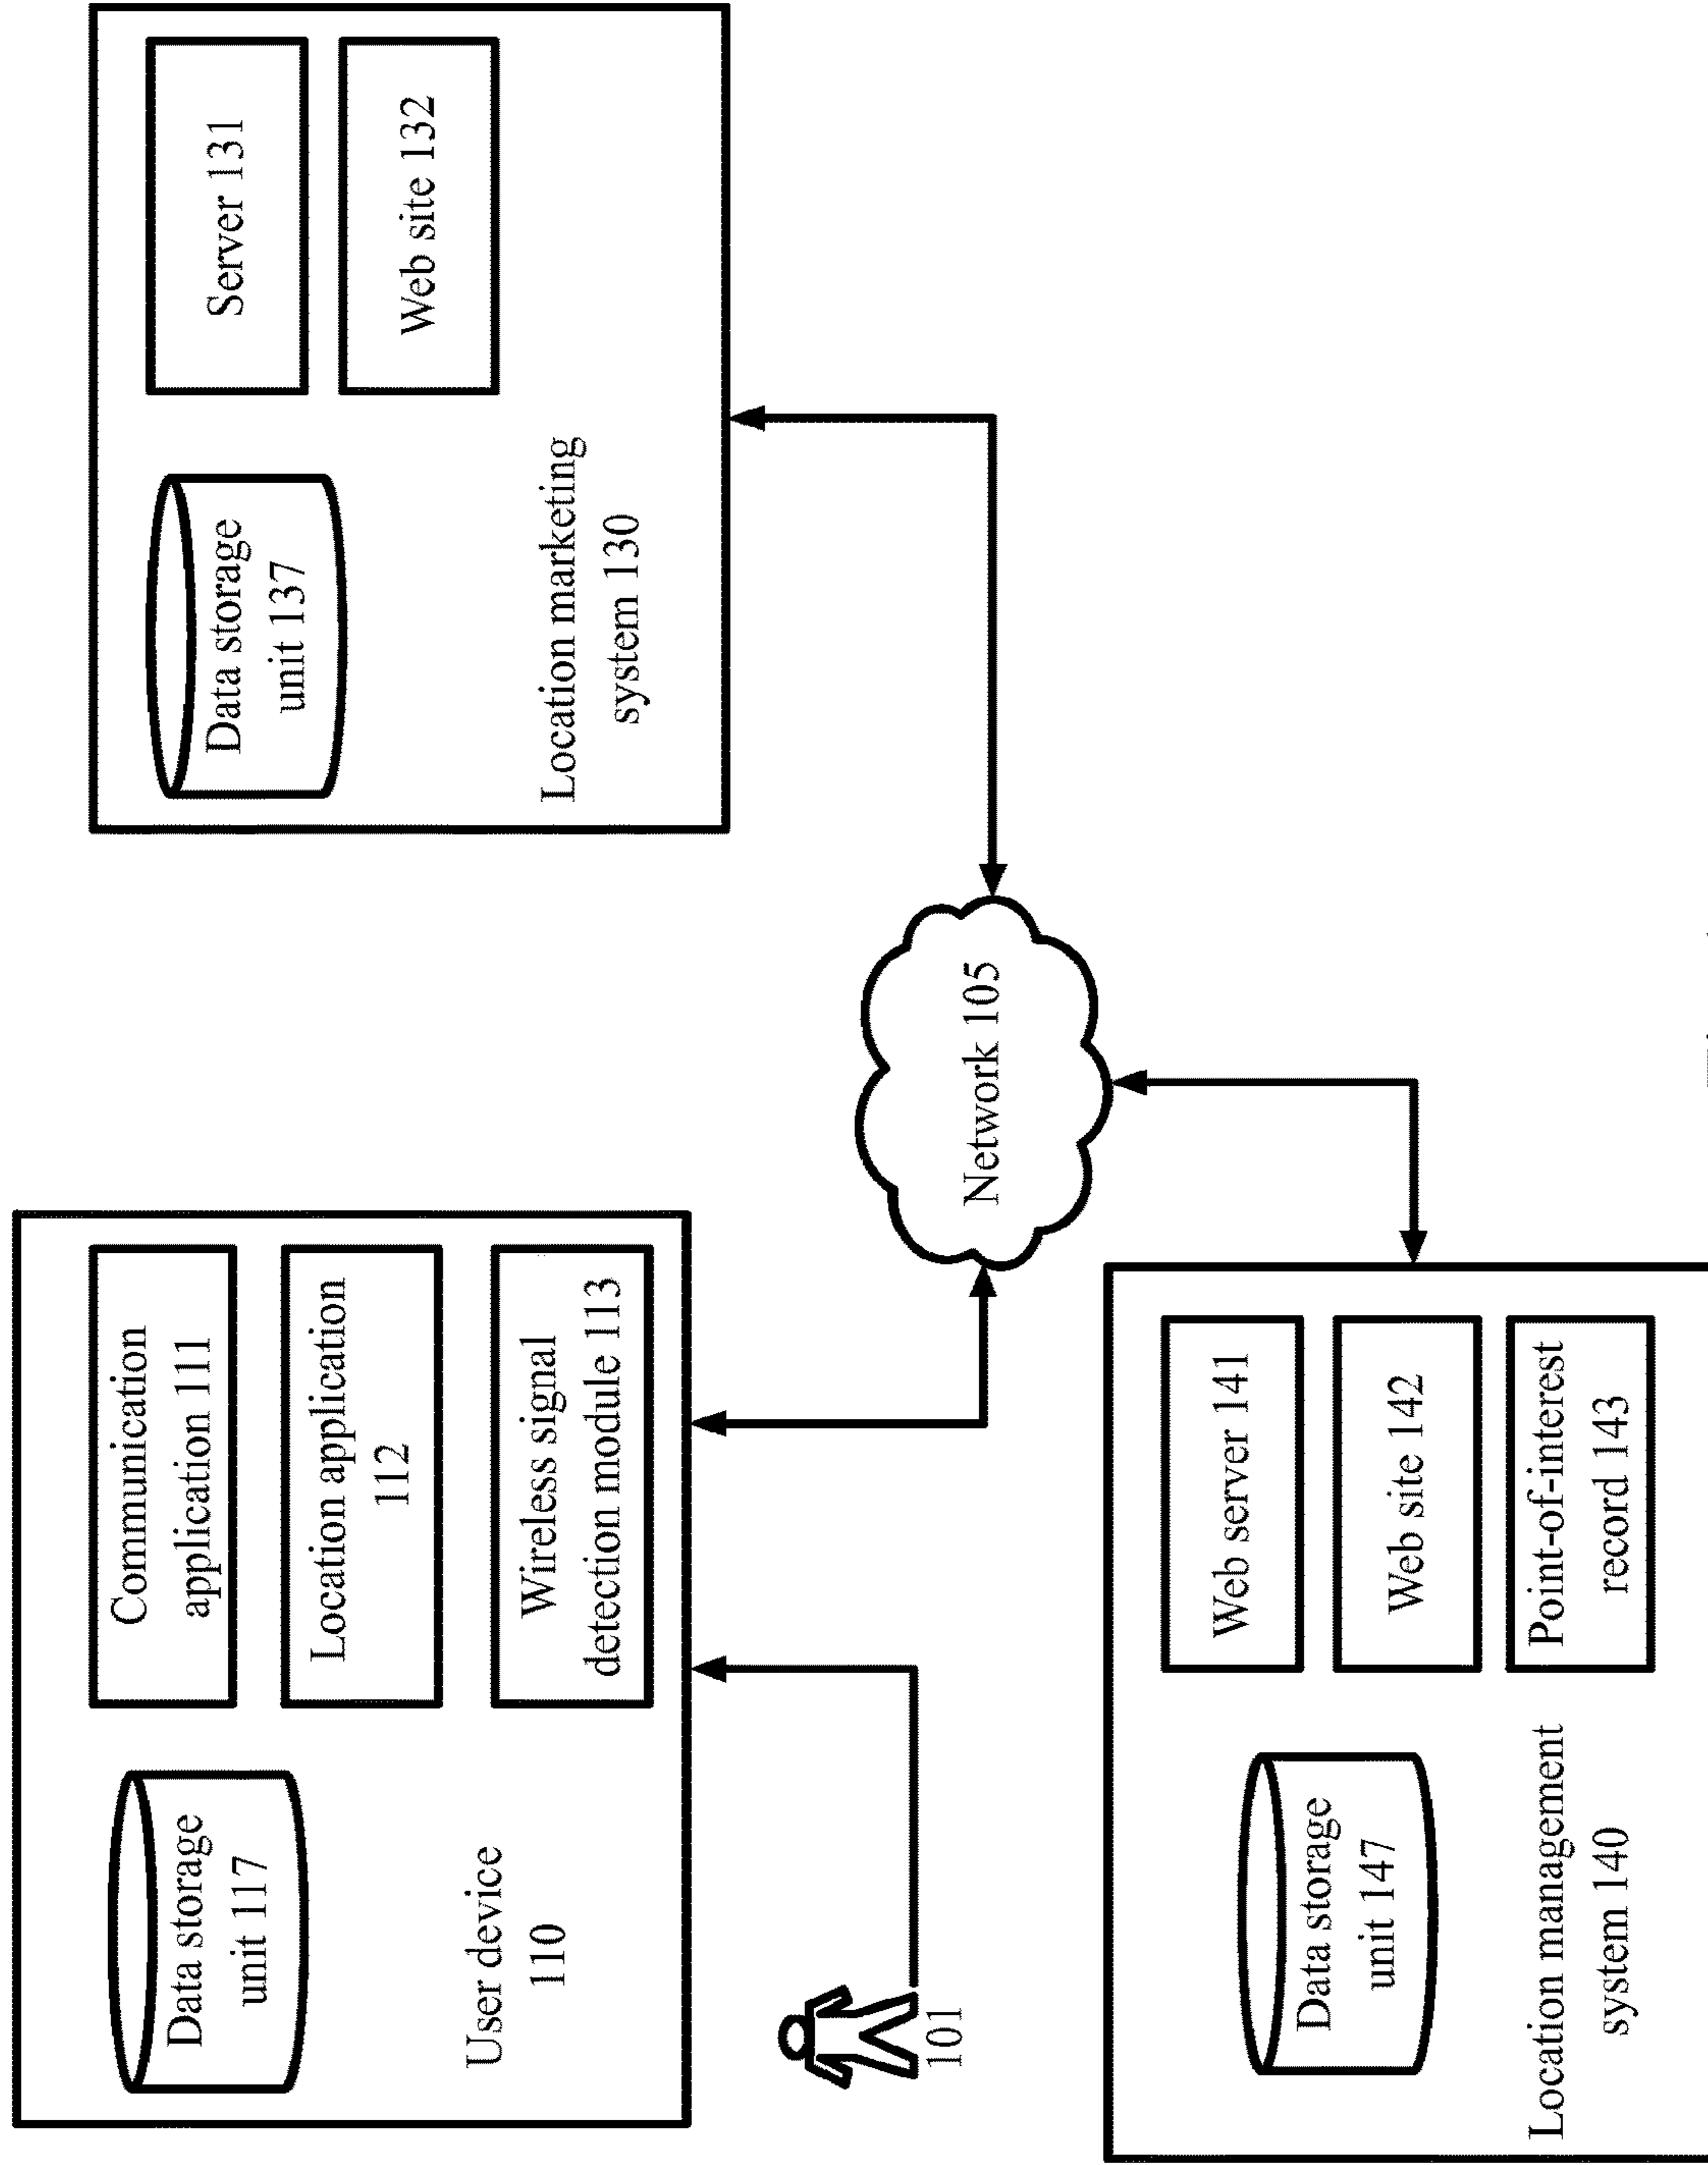 Communication
application 111
Data storage
unit 117
Location application
112
User device
110
Wireless signal
detection module 113
101
Data storage
unit 137
Server 131
Web site 132
Location marketing
system 130
Network 105
Web server 141
Data storage
unit 147
Web site 142
Location management
system 140
Point-of-interest
record 143